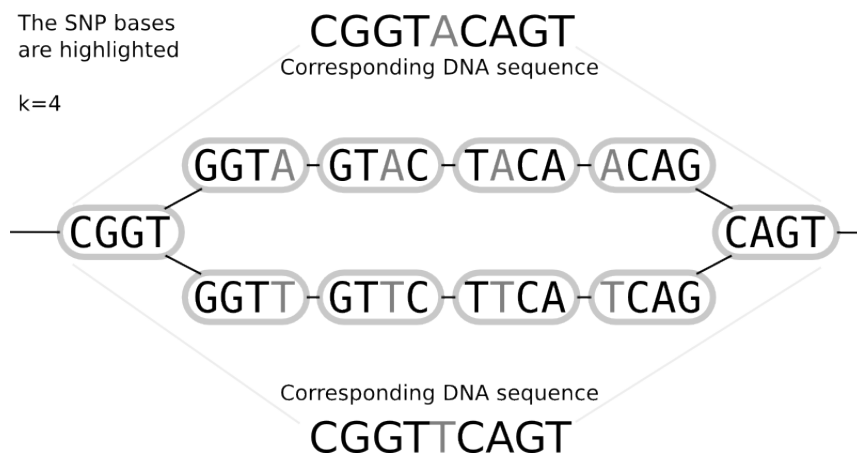 The SNP bases
are highlighted
k=4
CGGTACAGT
Corresponding DNA sequence
GGTA GTAC TACA ACAG
CGGT CAGT
GGTT GTTC TTCA TCAG
Corresponding DNA sequence
CGGTTCAGT